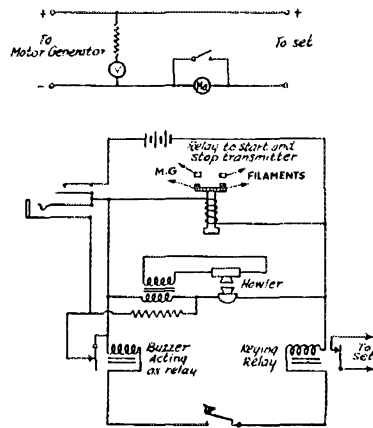 + +
To
Motor Generator
To set
V
Ma
- -
Relay to start and
stop transmitter
M.G
FILAMENTS
Howler
Buzzer
Acting
as relay
Keying
Relay
To
Set